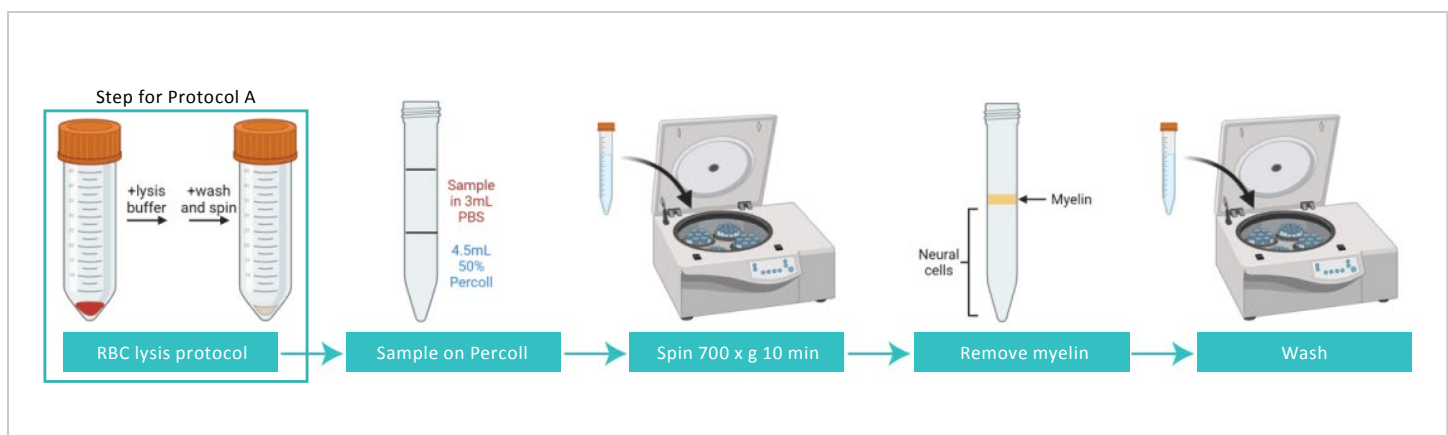 Step for Protocol A
+lysis
buffer
+wash
and spin
RBC lysis protocol
Sample
in 3mL
PBS
4.5mL
50%
Percoll
Sample on Percoll
Spin 700 x g 10 min
Myelin
Neural
cells
Remove myelin
Wash